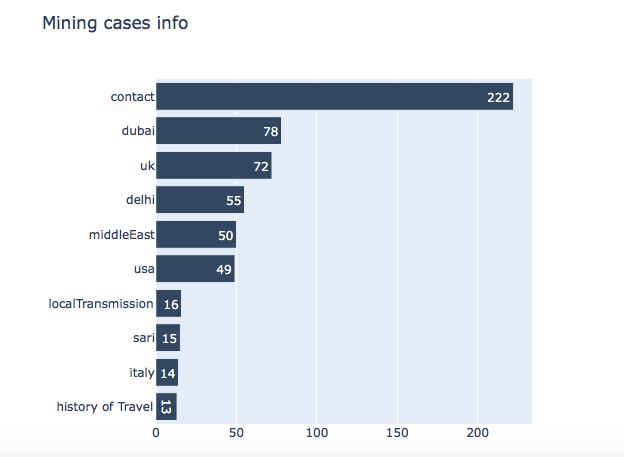 Mining cases info
contact 222
dubai 78
uk 72
delhi 55
middleEast 50
usa 49
localTransmission 16
sari 15
italy 14
history of Travel 13
0 50 100 150 200